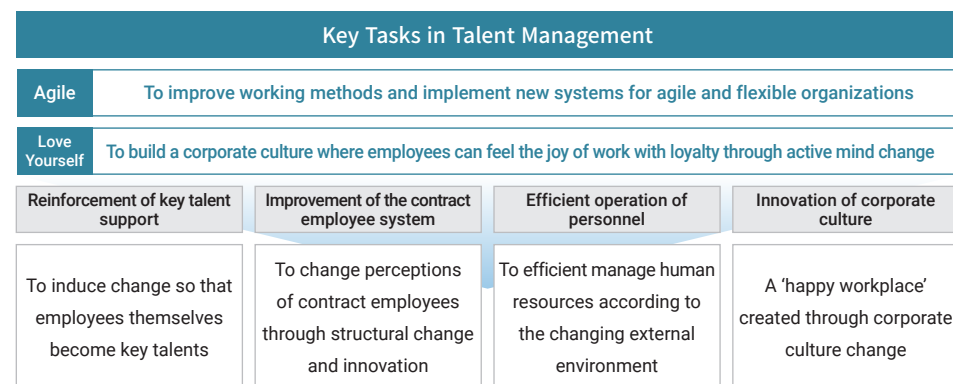 Key Tasks in Talent Management
Agile
To improve working methods and implement new systems for agile and flexible organizations
Love
Yourself
To build a corporate culture where employees can feel the joy of work with loyalty through active mind change
Reinforcement of key talent
support
Improvement of the contract
employee system
Efficient operation of
personnel
Innovation of corporate
culture
To induce change so that
employees themselves
become key talents
To change perceptions
of contract employees
through structural change
and innovation
To efficient manage human
resources according to
the changing external
environment
A ‘happy workplace’
created through corporate
culture change